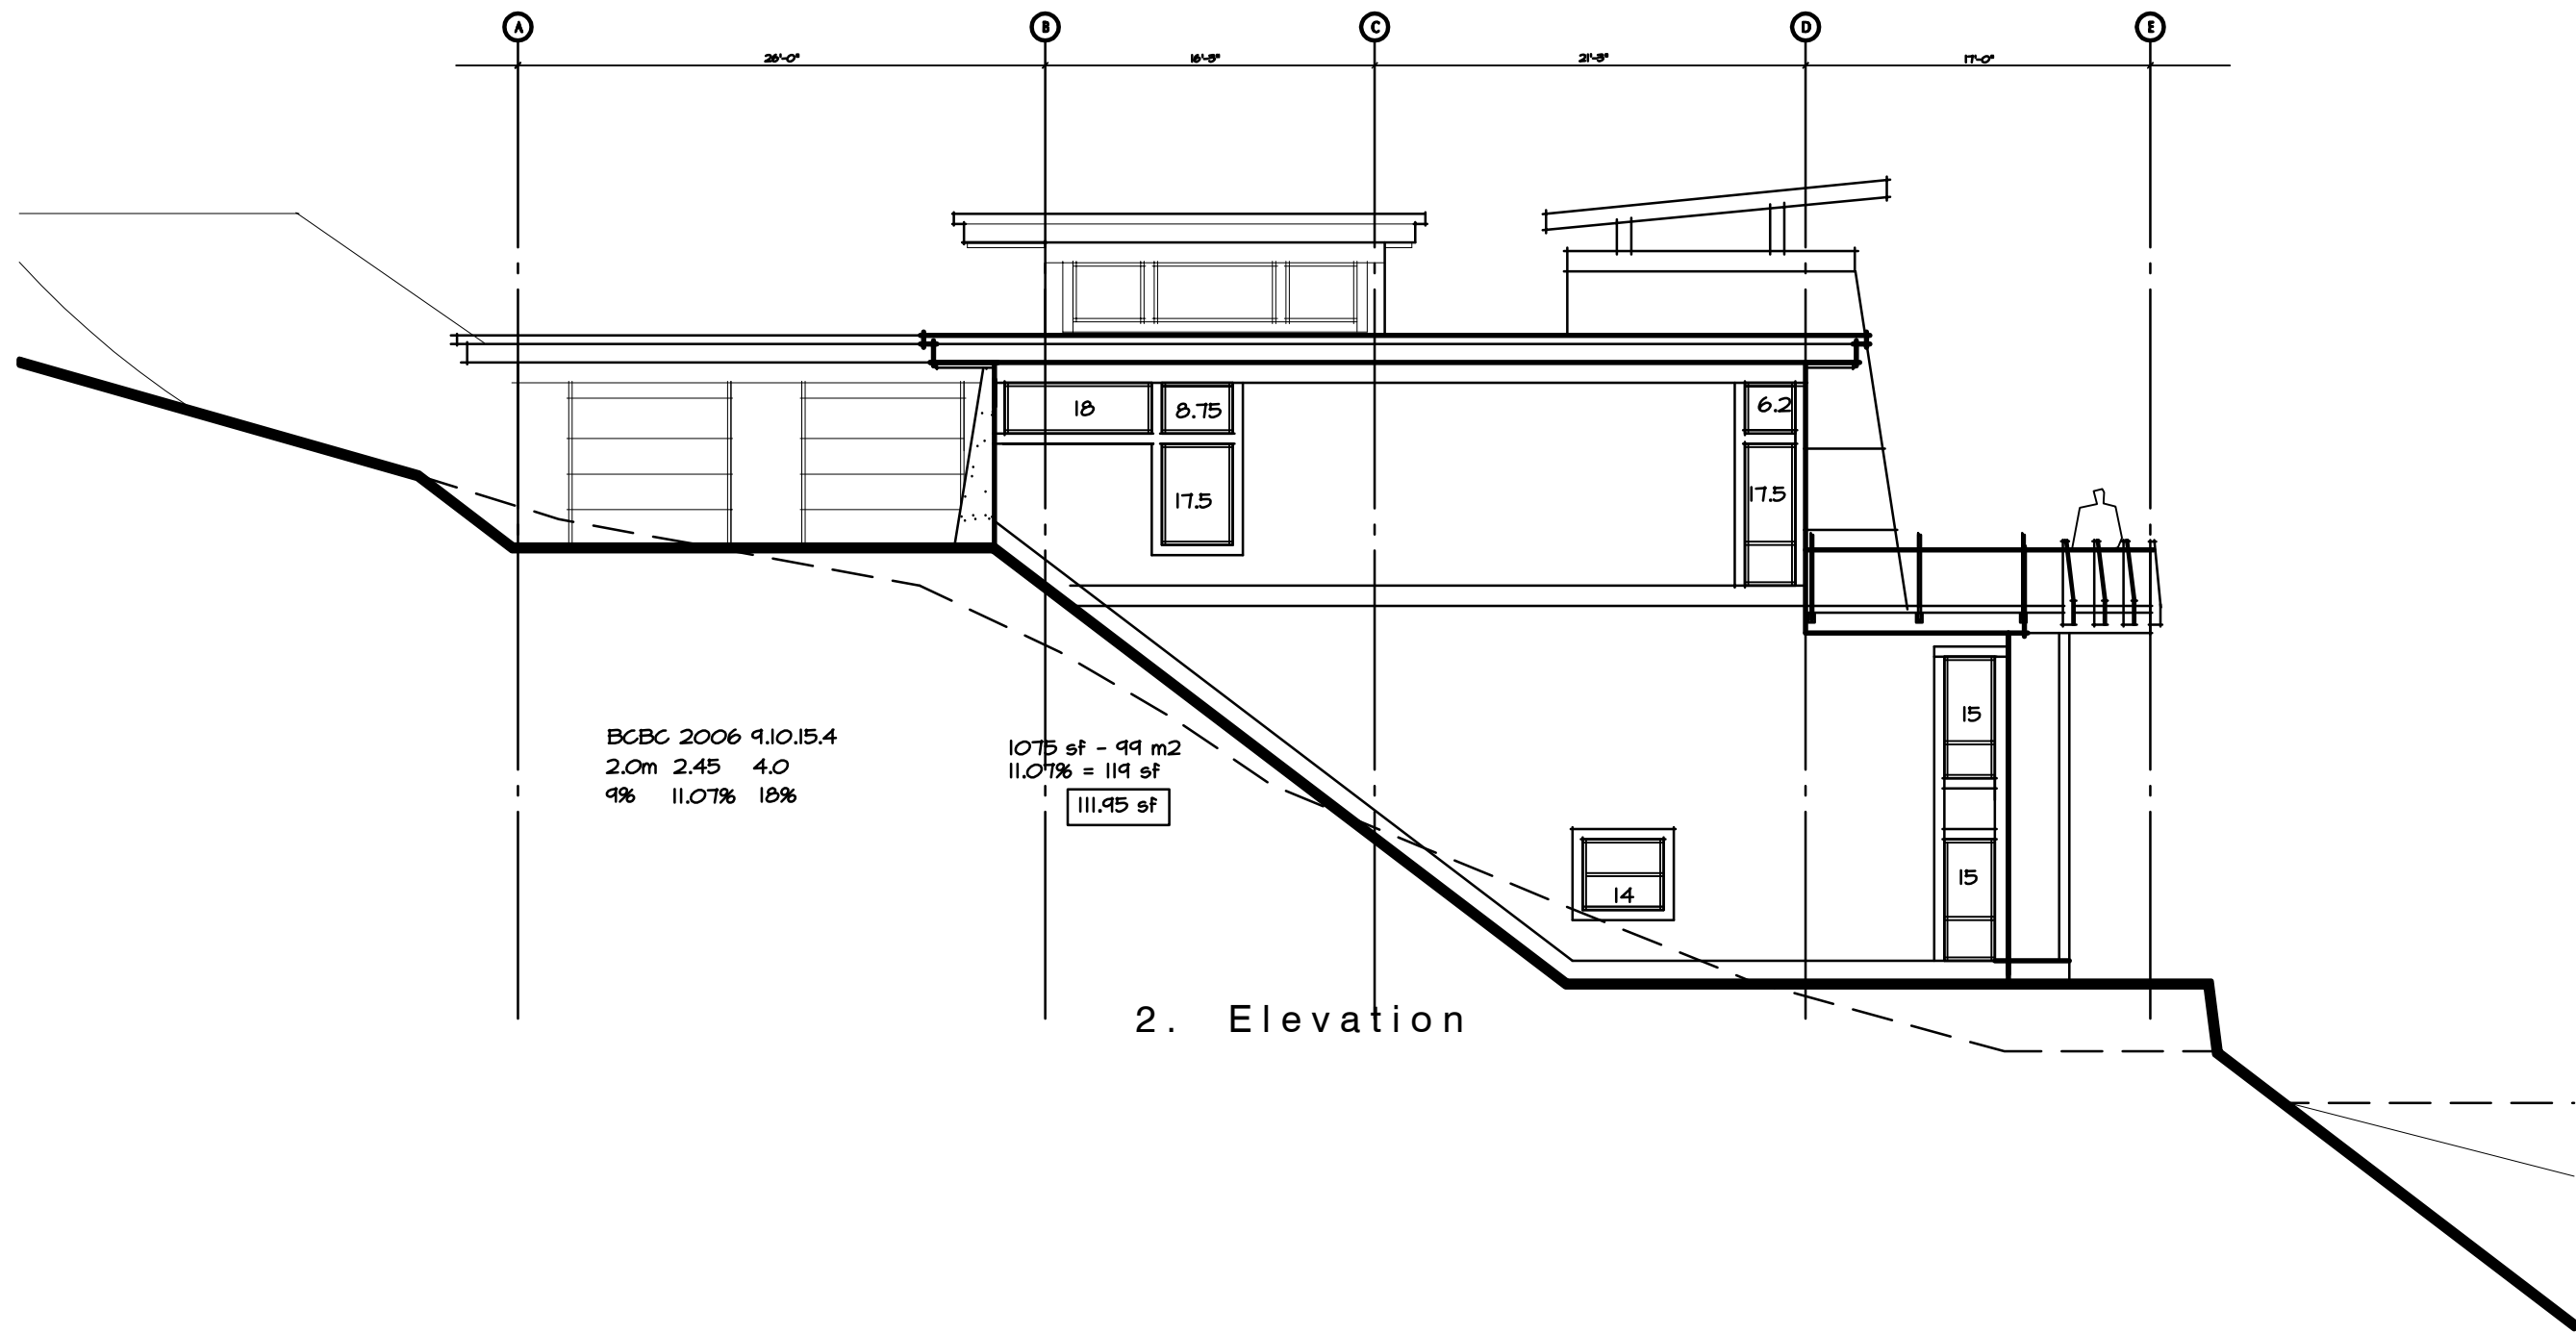 A B C D E
26'-0" 16'-3" 21'-3" 17'-0"
18 8.75 6.2
17.5 17.5
BCBC 2006 9.10.15.4
2.0m 2.45 4.0
9% 11.07% 18%
1075 sf - 99 m2
11.07% = 119 sf
111.95 sf
15
15
14
2. Elevation